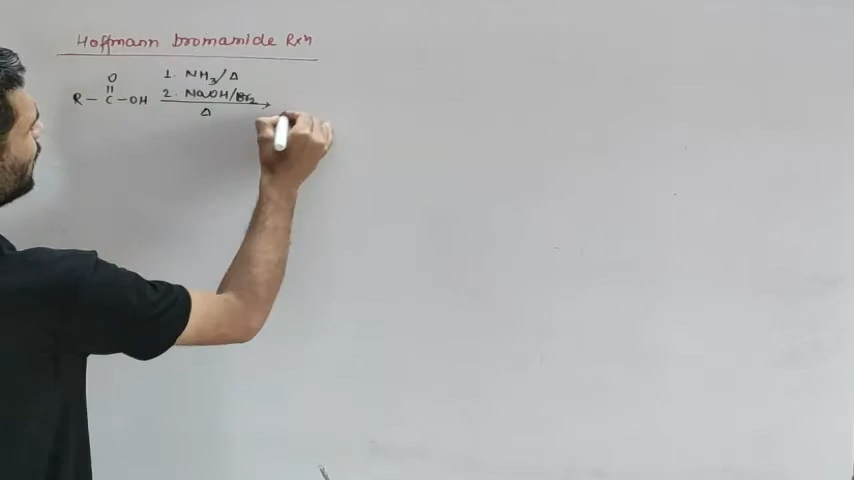 Hoffmann bromamide Rxn
O
1. NH3/Δ
2. NaOH/Br2
R - C - OH
Δ